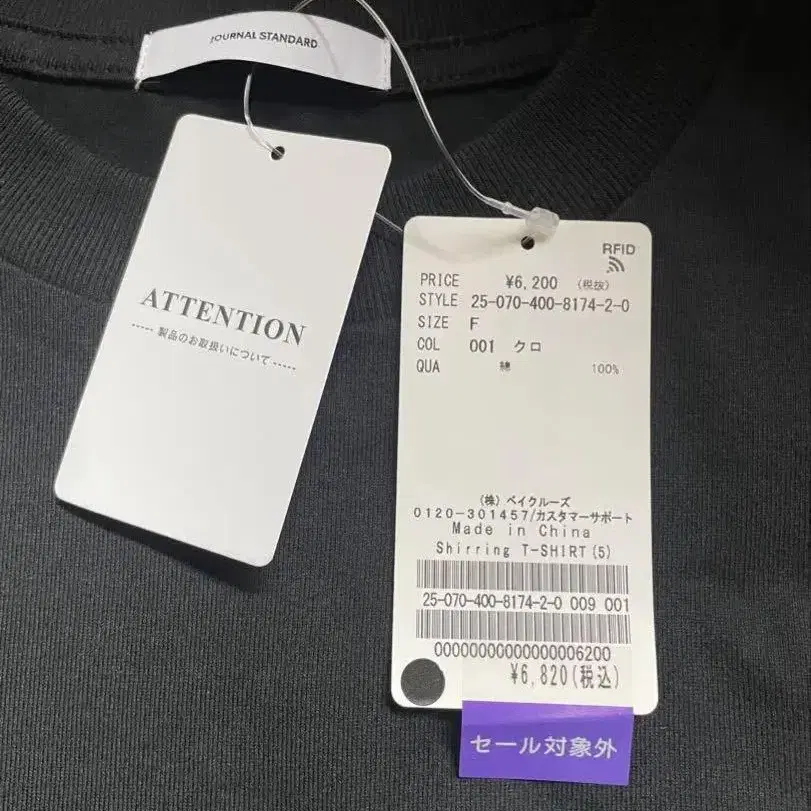 JOURNAL STANDARD
ATTENTION
----- 製品のお取扱いについて -----
RFID
PRICE ¥6,200 (税抜)
STYLE 25-070-400-8174-2-0
SIZE F
COL 001 クロ
QUA 綿 100%
(株) ベイクルーズ
0120-301457/カスタマーサポート
Made in China
Shirring T-SHIRT(5)
25-070-400-8174-2-0 009 001
00000000000000006200
¥6,820(税込)
セール対象外